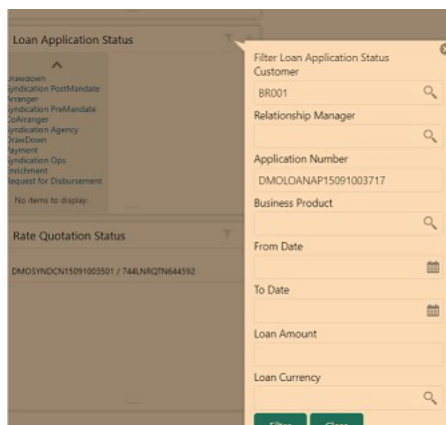 Loan Application Status
Drawdown
Syndication PostMandate
Arranger
Syndication PreMandate
CoArranger
Syndication Agency
DrawDown
Payment
Syndication Ops
Enrichment
Request for Disbursement
No items to display.
Rate Quotation Status
DMOSYNDCN15091003501 / 744LNRQTN644592
Filter Loan Application Status
Customer
BR001
Relationship Manager
Application Number
DMOLOANAP15091003717
Business Product
From Date
To Date
Loan Amount
Loan Currency
Filter
Clear